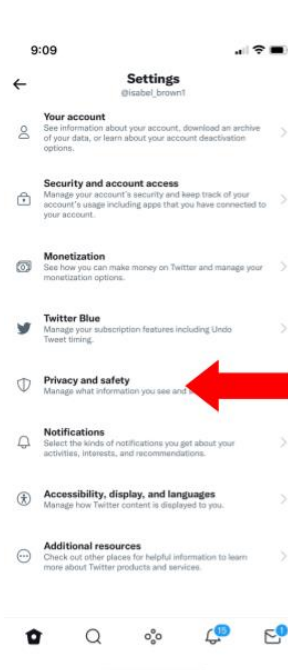 9:09
Settings
@isabel_brown1
Your account
See information about your account, download an archive
of your data, or learn about your account deactivation
options.
Security and account access
Manage your account's security and keep track of your
account's usage including apps that you have connected to
your account.
Monetization
See how you can make money on Twitter and manage your
monetization options.
Twitter Blue
Manage your subscription features including Undo
Tweet timing.
Privacy and safety
Manage what information you see and
Notifications
Select the kinds of notifications you get about your
activities, interests, and recommendations.
Accessibility, display, and languages
Manage how Twitter content is displayed to you.
Additional resources
Check out other places for helpful information to learn
more about Twitter products and services.
15
1